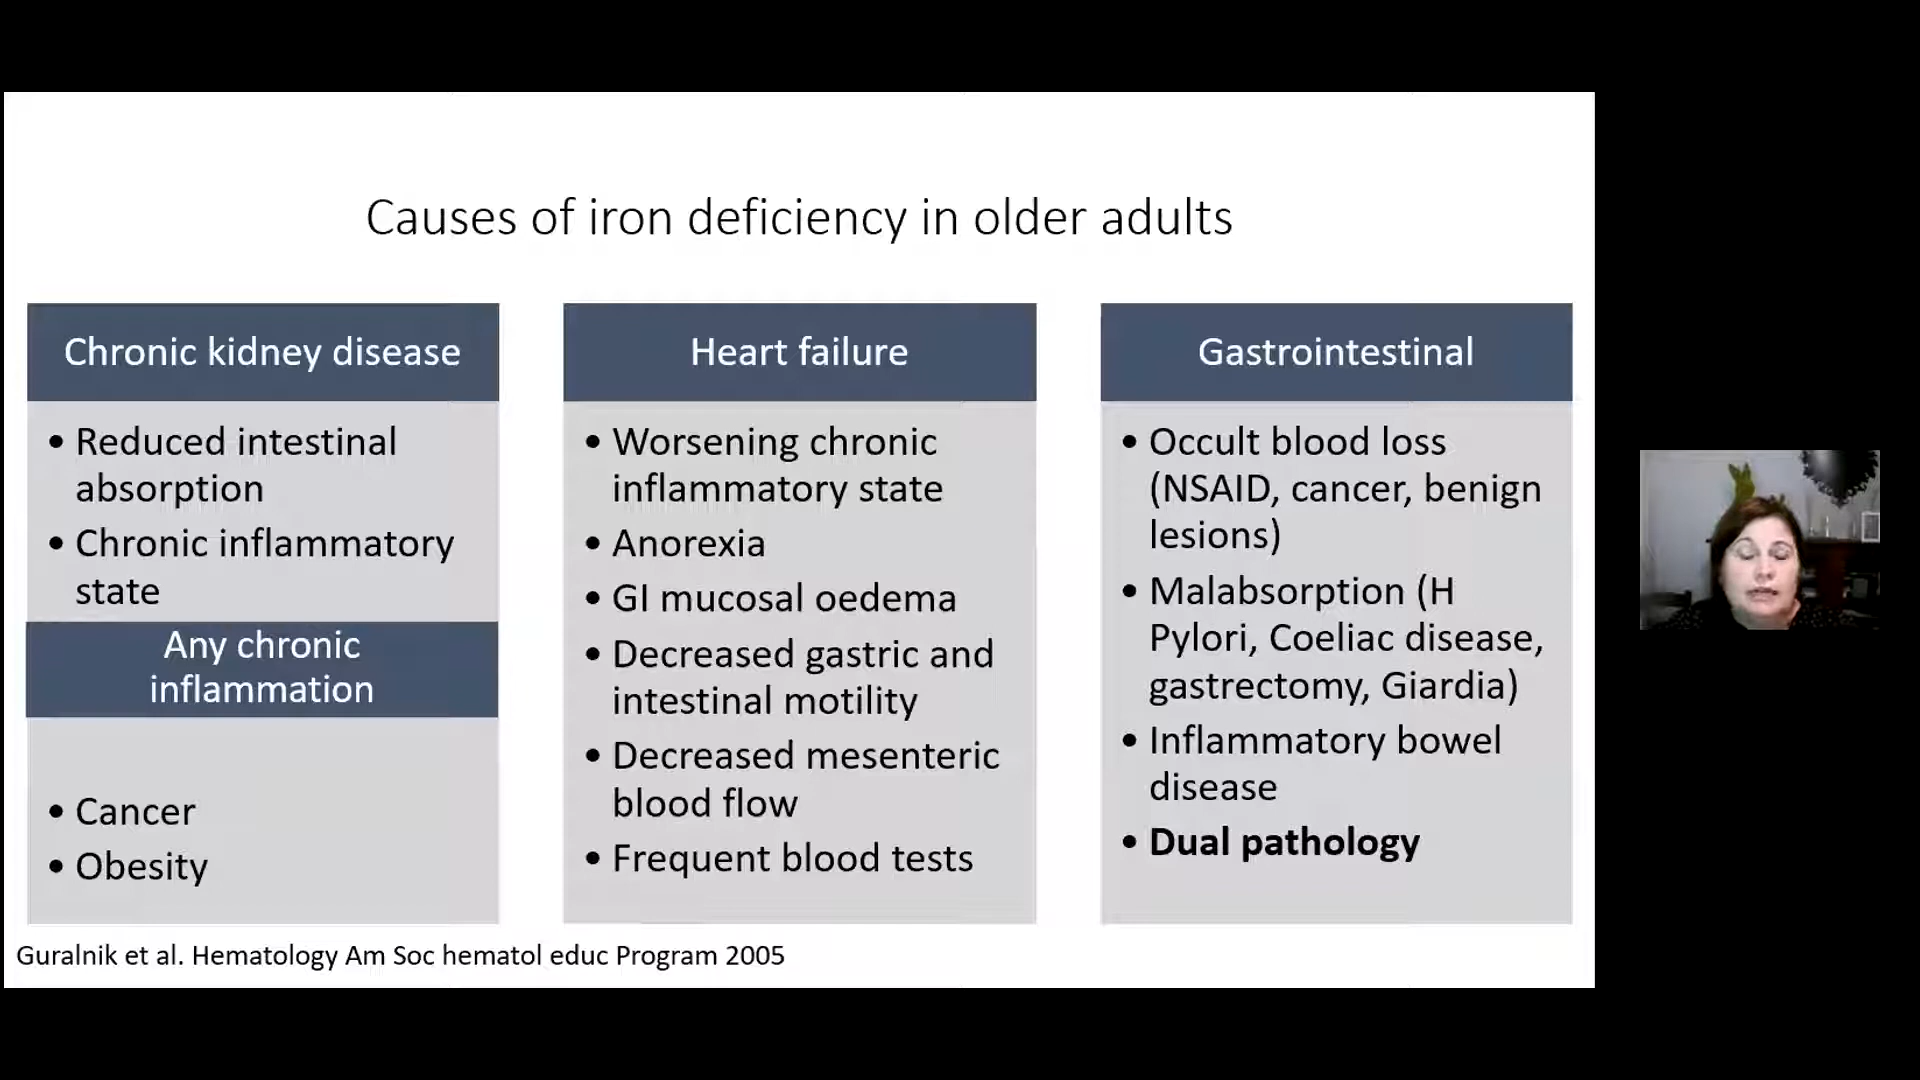 Causes of iron deficiency in older adults
Chronic kidney disease
• Reduced intestinal
absorption
• Chronic inflammatory
state
Any chronic
inflammation
• Cancer
• Obesity
Heart failure
• Worsening chronic
inflammatory state
• Anorexia
• GI mucosal oedema
• Decreased gastric and
intestinal motility
• Decreased mesenteric
blood flow
• Frequent blood tests
Gastrointestinal
• Occult blood loss
(NSAID, cancer, benign
lesions)
• Malabsorption (H
Pylori, Coeliac disease,
gastrectomy, Giardia)
• Inflammatory bowel
disease
• Dual pathology
Guralnik et al. Hematology Am Soc hematol educ Program 2005